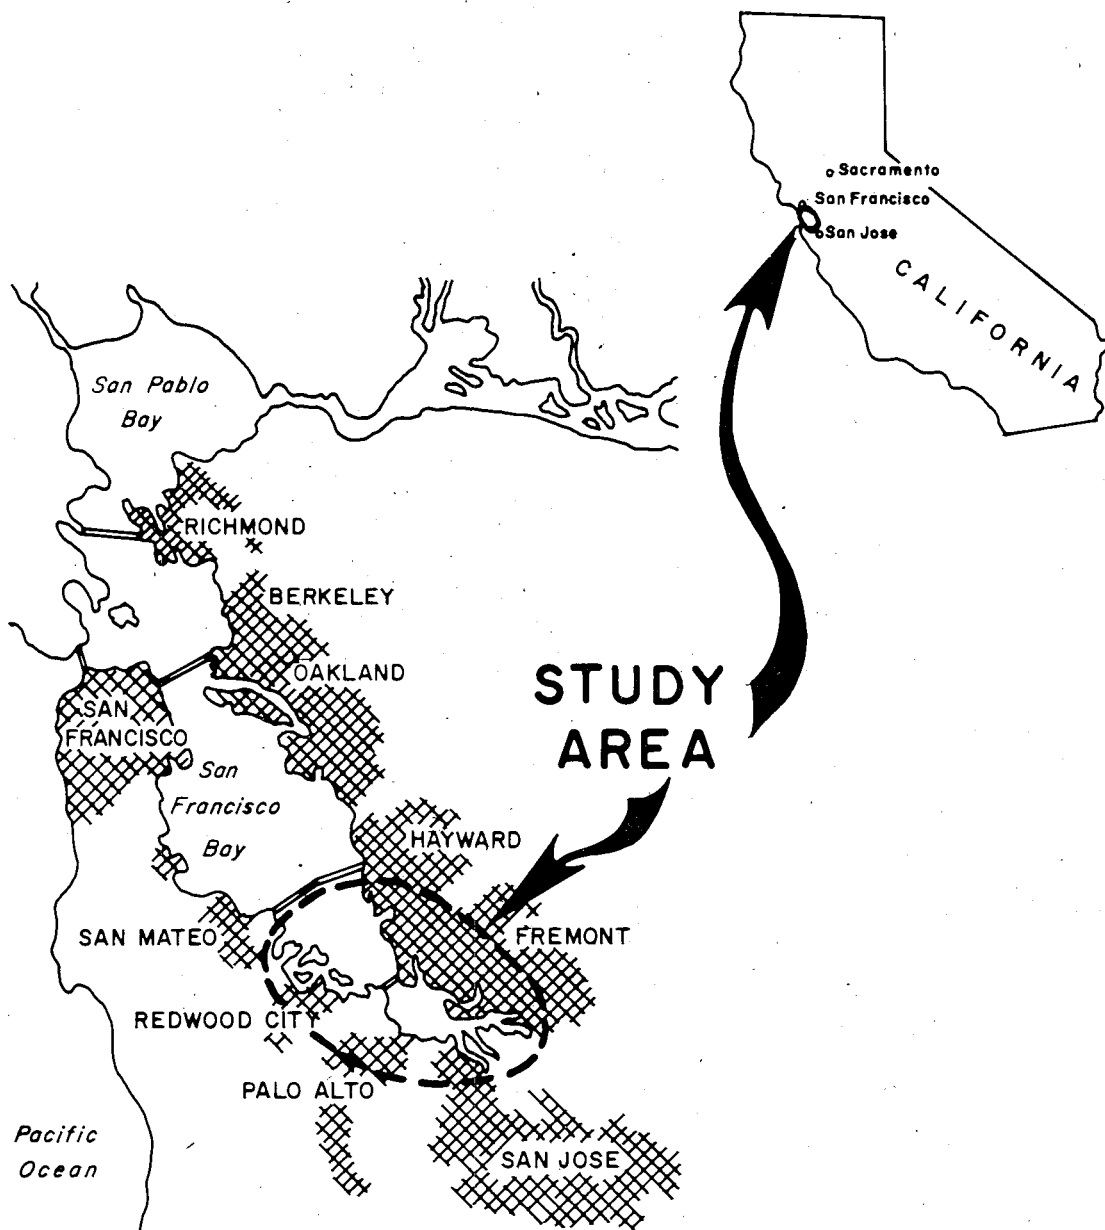 Sacramento
San Francisco
San Jose
CALIFORNIA
San Pablo
Bay
RICHMOND
BERKELEY
OAKLAND
STUDY
AREA
SAN
FRANCISCO
San
Francisco
Bay
HAYWARD
SAN MATEO
FREMONT
REDWOOD CITY
PALO ALTO
Pacific
Ocean
SAN JOSE